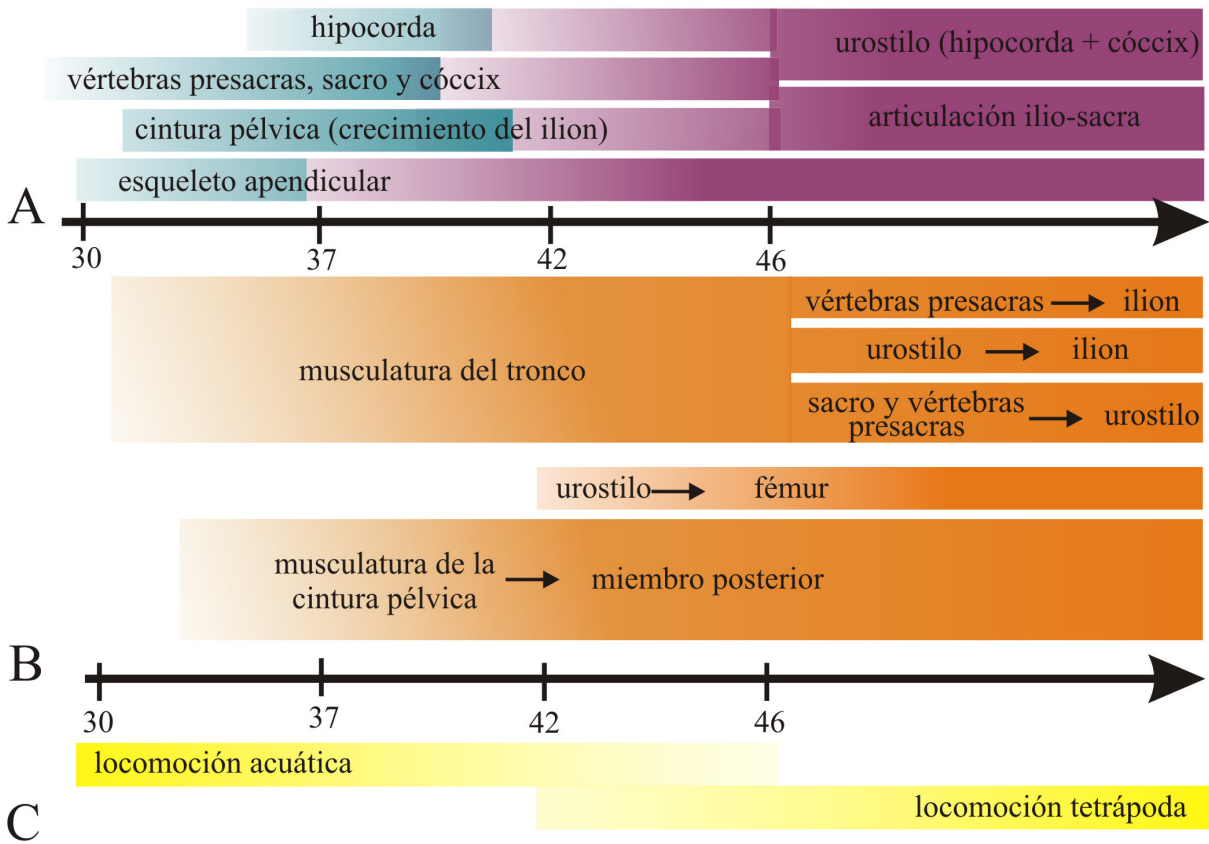 hipocorda
urostilo (hipocorda + cóccix)
vértebras presacras, sacro y cóccix
cintura pélvica (crecimiento del ilion)
articulación ilio-sacra
esqueleto apendicular
A
30 37 42 46
vértebras presacras → ilion
urostilo → ilion
musculatura del tronco
sacro y vértebras
presacras → urostilo
urostilo → fémur
musculatura de la
cintura pélvica → miembro posterior
B
30 37 42 46
locomoción acuática
locomoción tetrápoda
C